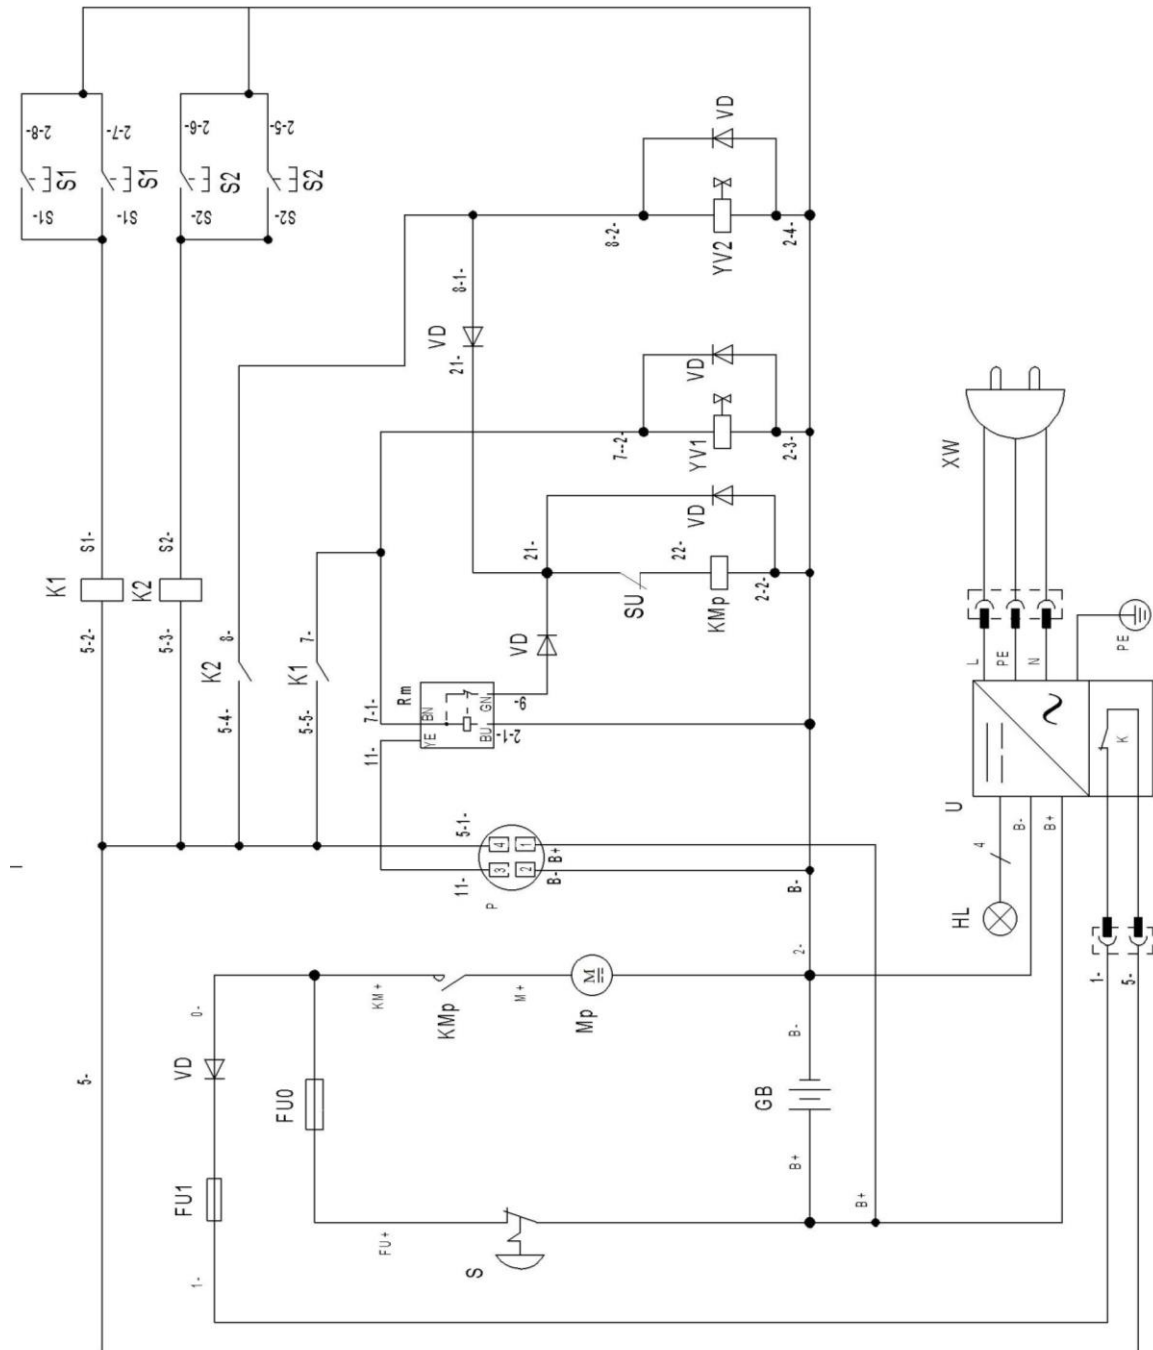 2-8-
2-7-
2-6-
2-5-
S1
S1
S2
S2
S1-
S1-
S2-
S2-
VD
8-2-
YV2
2-4-
8-1-
VD
21-
VD
7--2-
YV1
2-3-
VD
XW
S1-
S2-
21-
22-
K1
K2
SU
KMp
2-2-
5-2-
5-3-
8-
7-
VD
L
PE
N
PE
K2
K1
Rm
7-1-
BN
GN
9-
YE
BU
2-1-
5-4-
5-5-
11-
K
U
5-1-
4
1
B+
3
2
B-
11-
P
B-
4
B-
B+
I
HL
2-
1-
5-
KM+
KMp
M+
M
Mp
0-
VD
5-
FU0
B-
GB
B+
FU1
B+
FU+
S
1-